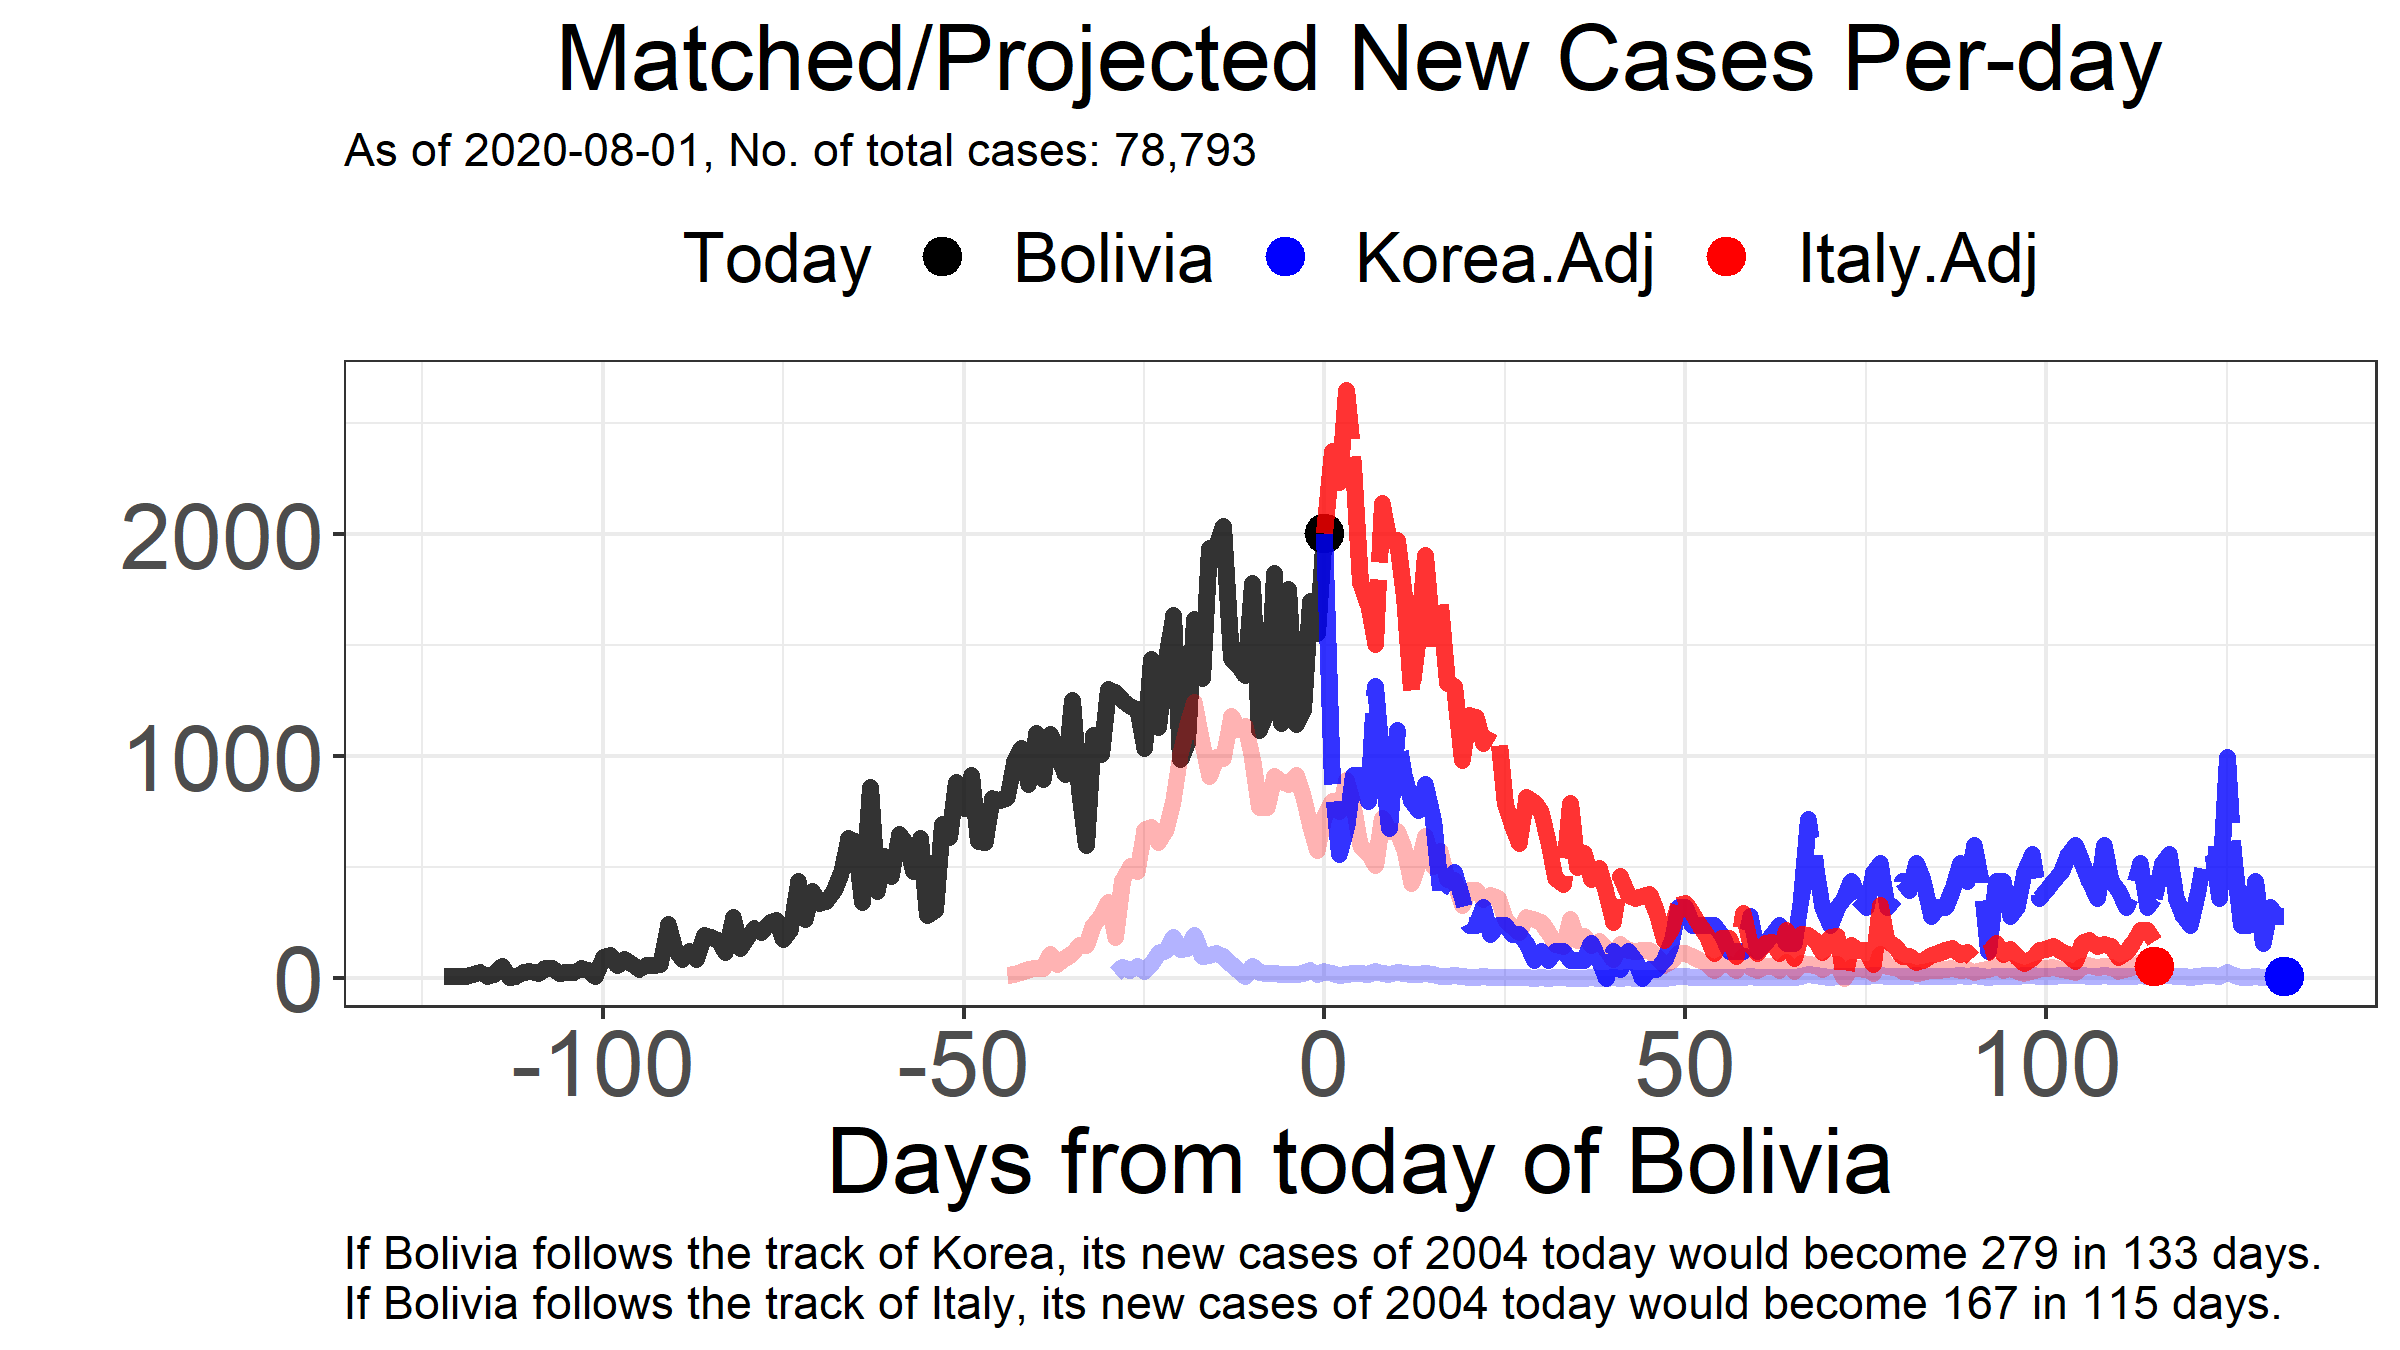 Matched/Projected New Cases Per-day
As of 2020-08-01, No. of total cases: 78,793
Today Bolivia Korea.Adj Italy.Adj
2000
1000
0
-100 -50 0 50 100
Days from today of Bolivia
If Bolivia follows the track of Korea, its new cases of 2004 today would become 279 in 133 days.
If Bolivia follows the track of Italy, its new cases of 2004 today would become 167 in 115 days.